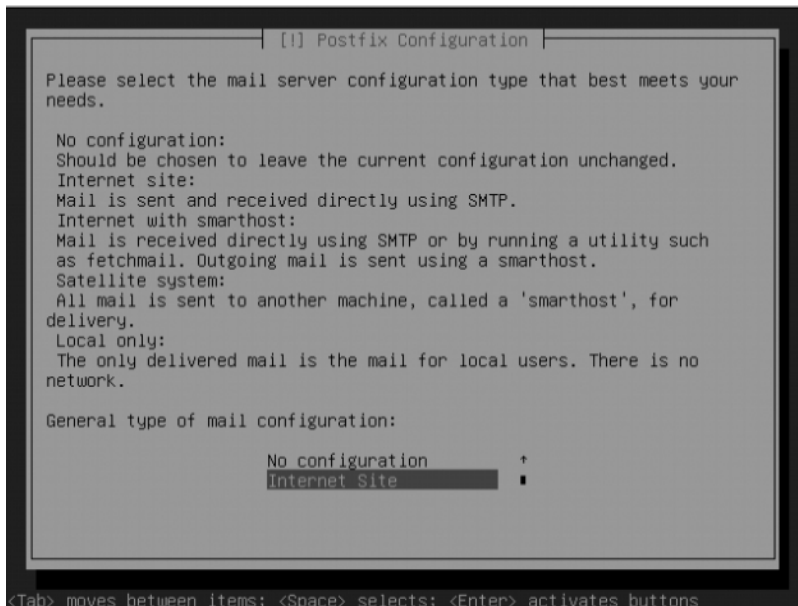 [!] Postfix Configuration
Please select the mail server configuration type that best meets your
needs.
No configuration:
Should be chosen to leave the current configuration unchanged.
Internet site:
Mail is sent and received directly using SMTP.
Internet with smarthost:
Mail is received directly using SMTP or by running a utility such
as fetchmail. Outgoing mail is sent using a smarthost.
Satellite system:
All mail is sent to another machine, called a 'smarthost', for
delivery.
Local only:
The only delivered mail is the mail for local users. There is no
network.
General type of mail configuration:
No configuration
Internet Site
<Tab> moves between items; <Space> selects; <Enter> activates buttons